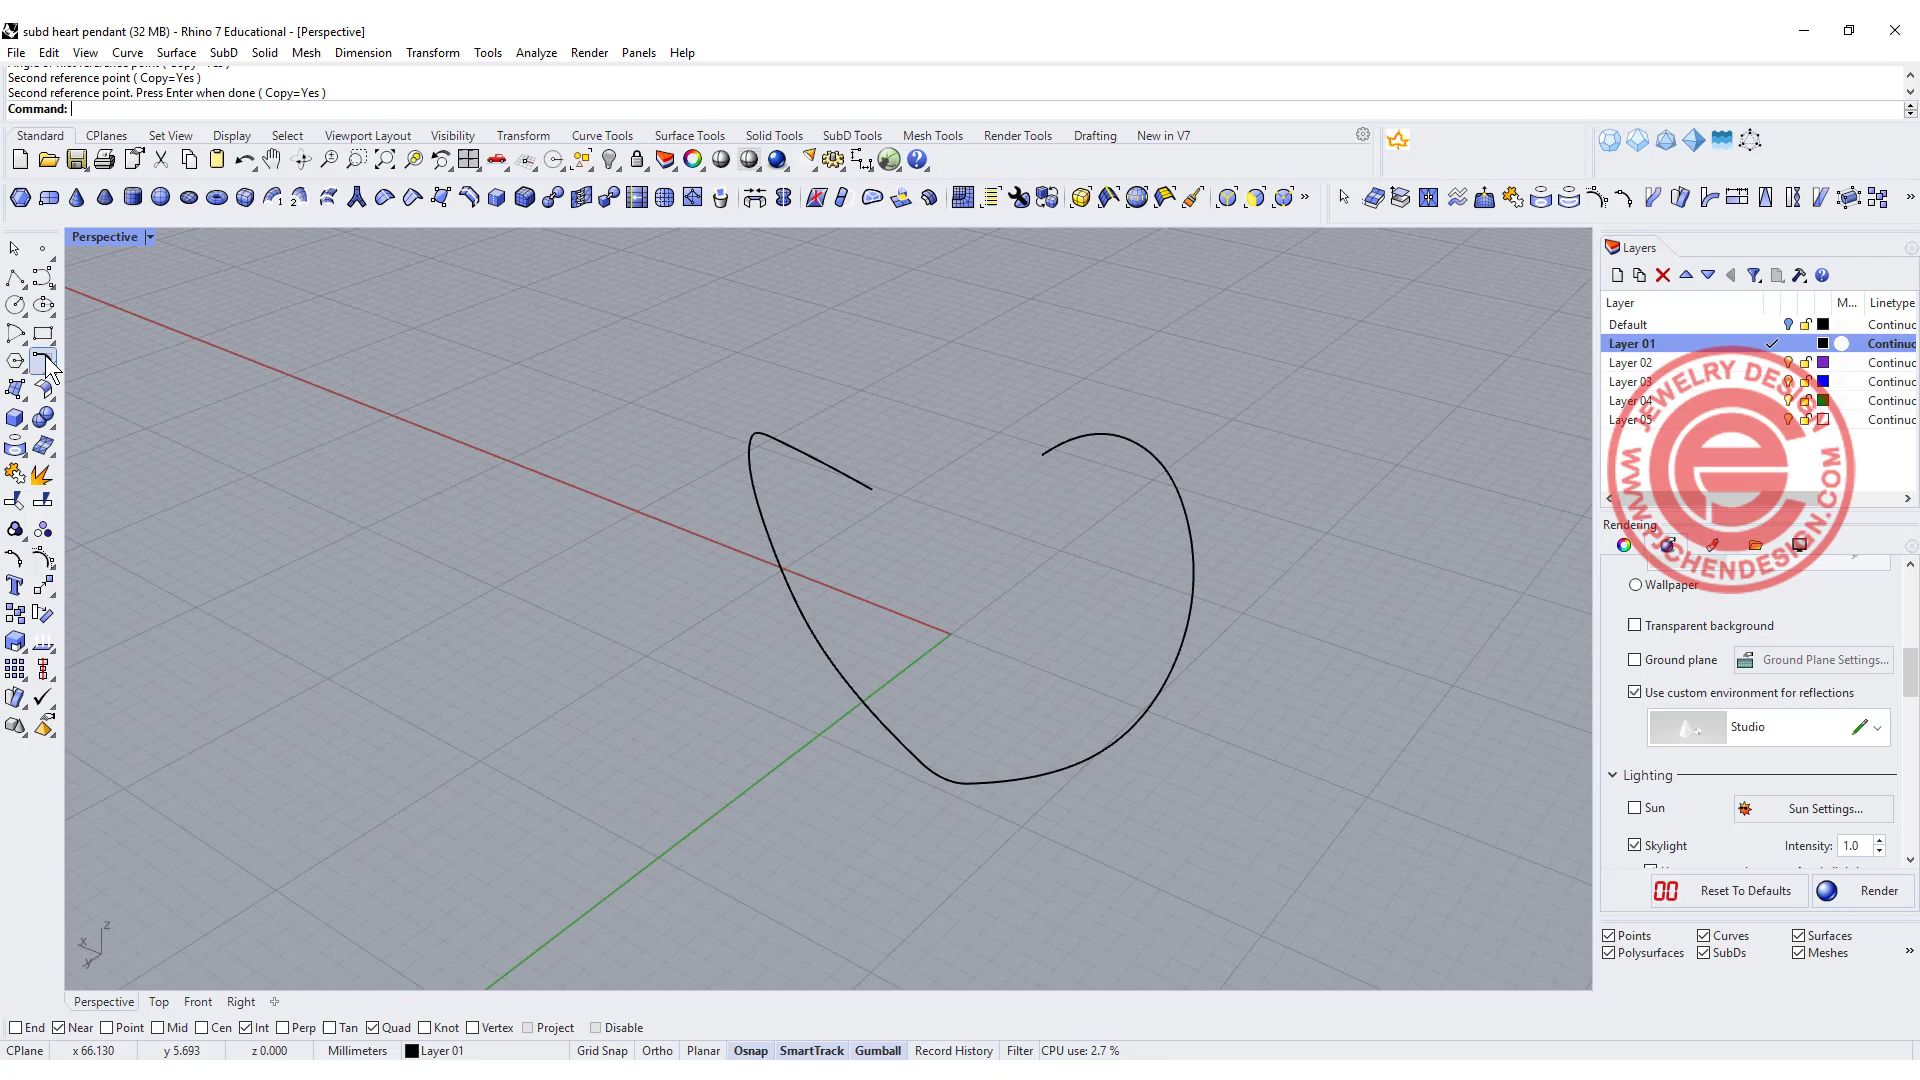 subd heart pendant (32 MB) - Rhino 7 Educational - [Perspective]
File Edit View Curve Surface SubD Solid Mesh Dimension Transform Tools Analyze Render Panels Help
Second reference point ( Copy=Yes )
Second reference point. Press Enter when done ( Copy=Yes )
Command:
Standard CPlanes Set View Display Select Viewport Layout Visibility Transform Curve Tools Surface Tools Solid Tools SubD Tools Mesh Tools Render Tools Drafting New in V7
Perspective
Layers
Layer M... Linetype
Default Continuc
Layer 01 Continuc
Layer 02 Continuc
Layer 03 Continuc
Layer 04 Continuc
Layer 05 Continuc
JEWELRY DESIGN
WWW.PJCHENDESIGN.COM
Rendering
Wallpaper
Transparent background
Ground plane Ground Plane Settings...
Use custom environment for reflections
Studio
Lighting
Sun Sun Settings...
Skylight Intensity: 1.0
Reset To Defaults Render
Points Curves Surfaces
Polysurfaces SubDs Meshes
z
x
y
Perspective Top Front Right
End Near Point Mid Cen Int Perp Tan Quad Knot Vertex Project Disable
CPlane x 66.130 y 5.693 z 0.000 Millimeters Layer 01 Grid Snap Ortho Planar Osnap SmartTrack Gumball Record History Filter CPU use: 2.7 %